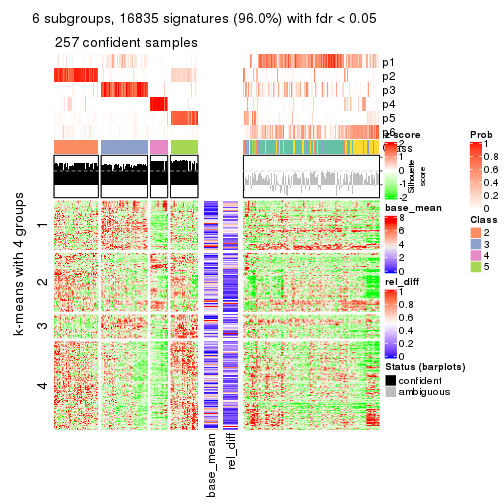 6 subgroups, 16835 signatures (96.0%) with fdr < 0.05
257 confident samples
p1
p2
p3
p4
p5
p6
Class
Silhouette
score
k-means with 4 groups
1
2
3
4
base_mean
rel_diff
z-score
2
1
0
-1
-2
base_mean
8
6
4
2
0
rel_diff
1
0.8
0.6
0.4
0.2
0
Status (barplots)
confident
ambiguous
Prob
1
0.8
0.6
0.4
0.2
0
Class
2
3
4
5